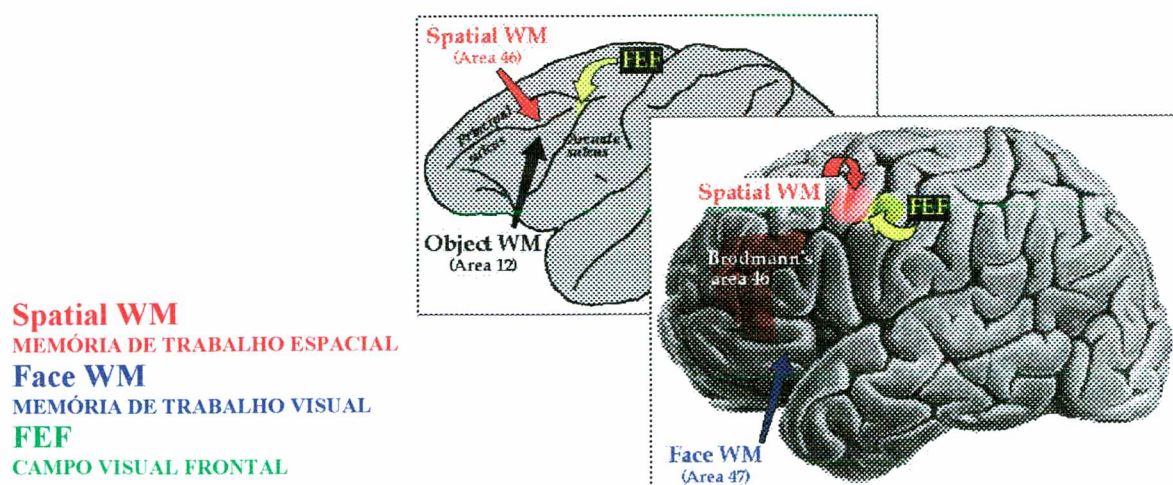 Spatial WM
(Area 46)
FEF
Principal
sulcus
Arcuate
sulcus
Object WM
(Area 12)
Spatial WM
FEF
Brodmann's
area 46
Face WM
(Area 47)
Spatial WM
MEMÓRIA DE TRABALHO ESPACIAL
Face WM
MEMÓRIA DE TRABALHO VISUAL
FEF
CAMPO VISUAL FRONTAL